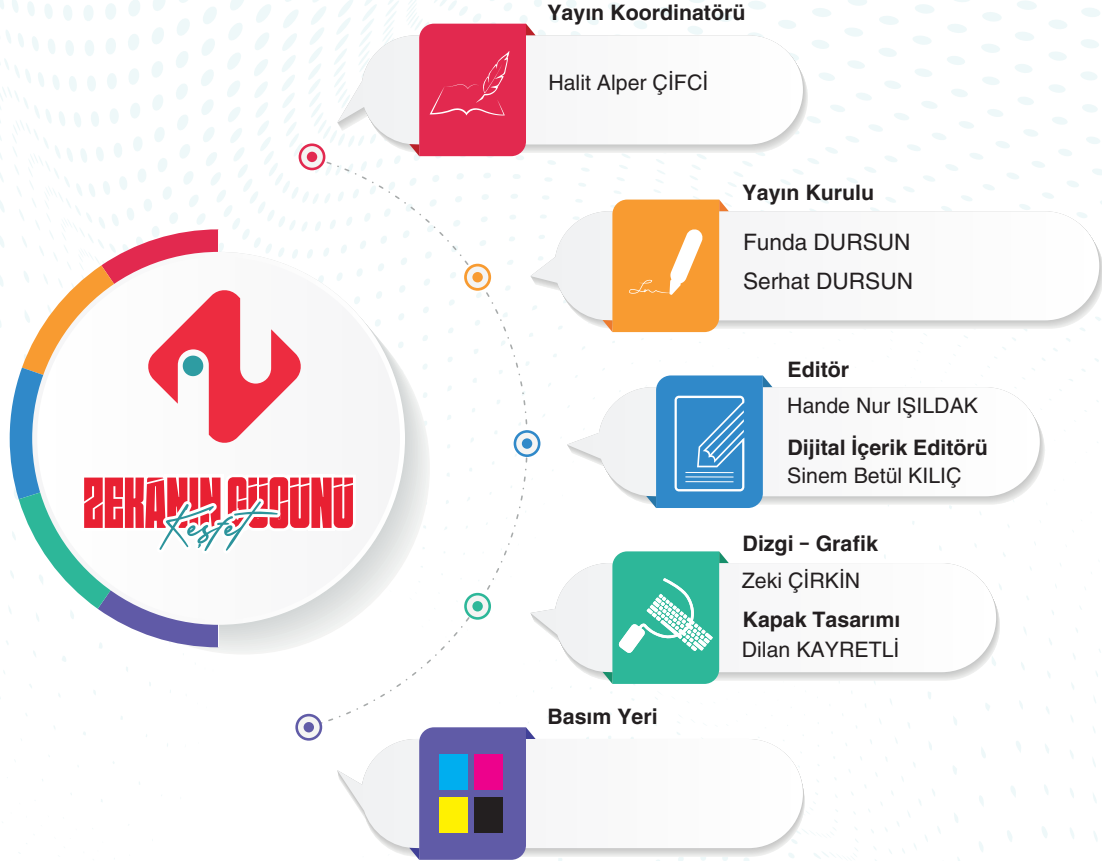 Yayın Koordinatörü
Halit Alper ÇİFCİ
Yayın Kurulu
Funda DURSUN
Serhat DURSUN
Editör
Hande Nur IŞILDAK
Dijital İçerik Editörü
Sinem Betül KILIÇ
ZEKÂNIN GÜCÜNÜ
Keşfet
Dizgi – Grafik
Zeki ÇİRKİN
Kapak Tasarımı
Dilan KAYRETLİ
Basım Yeri